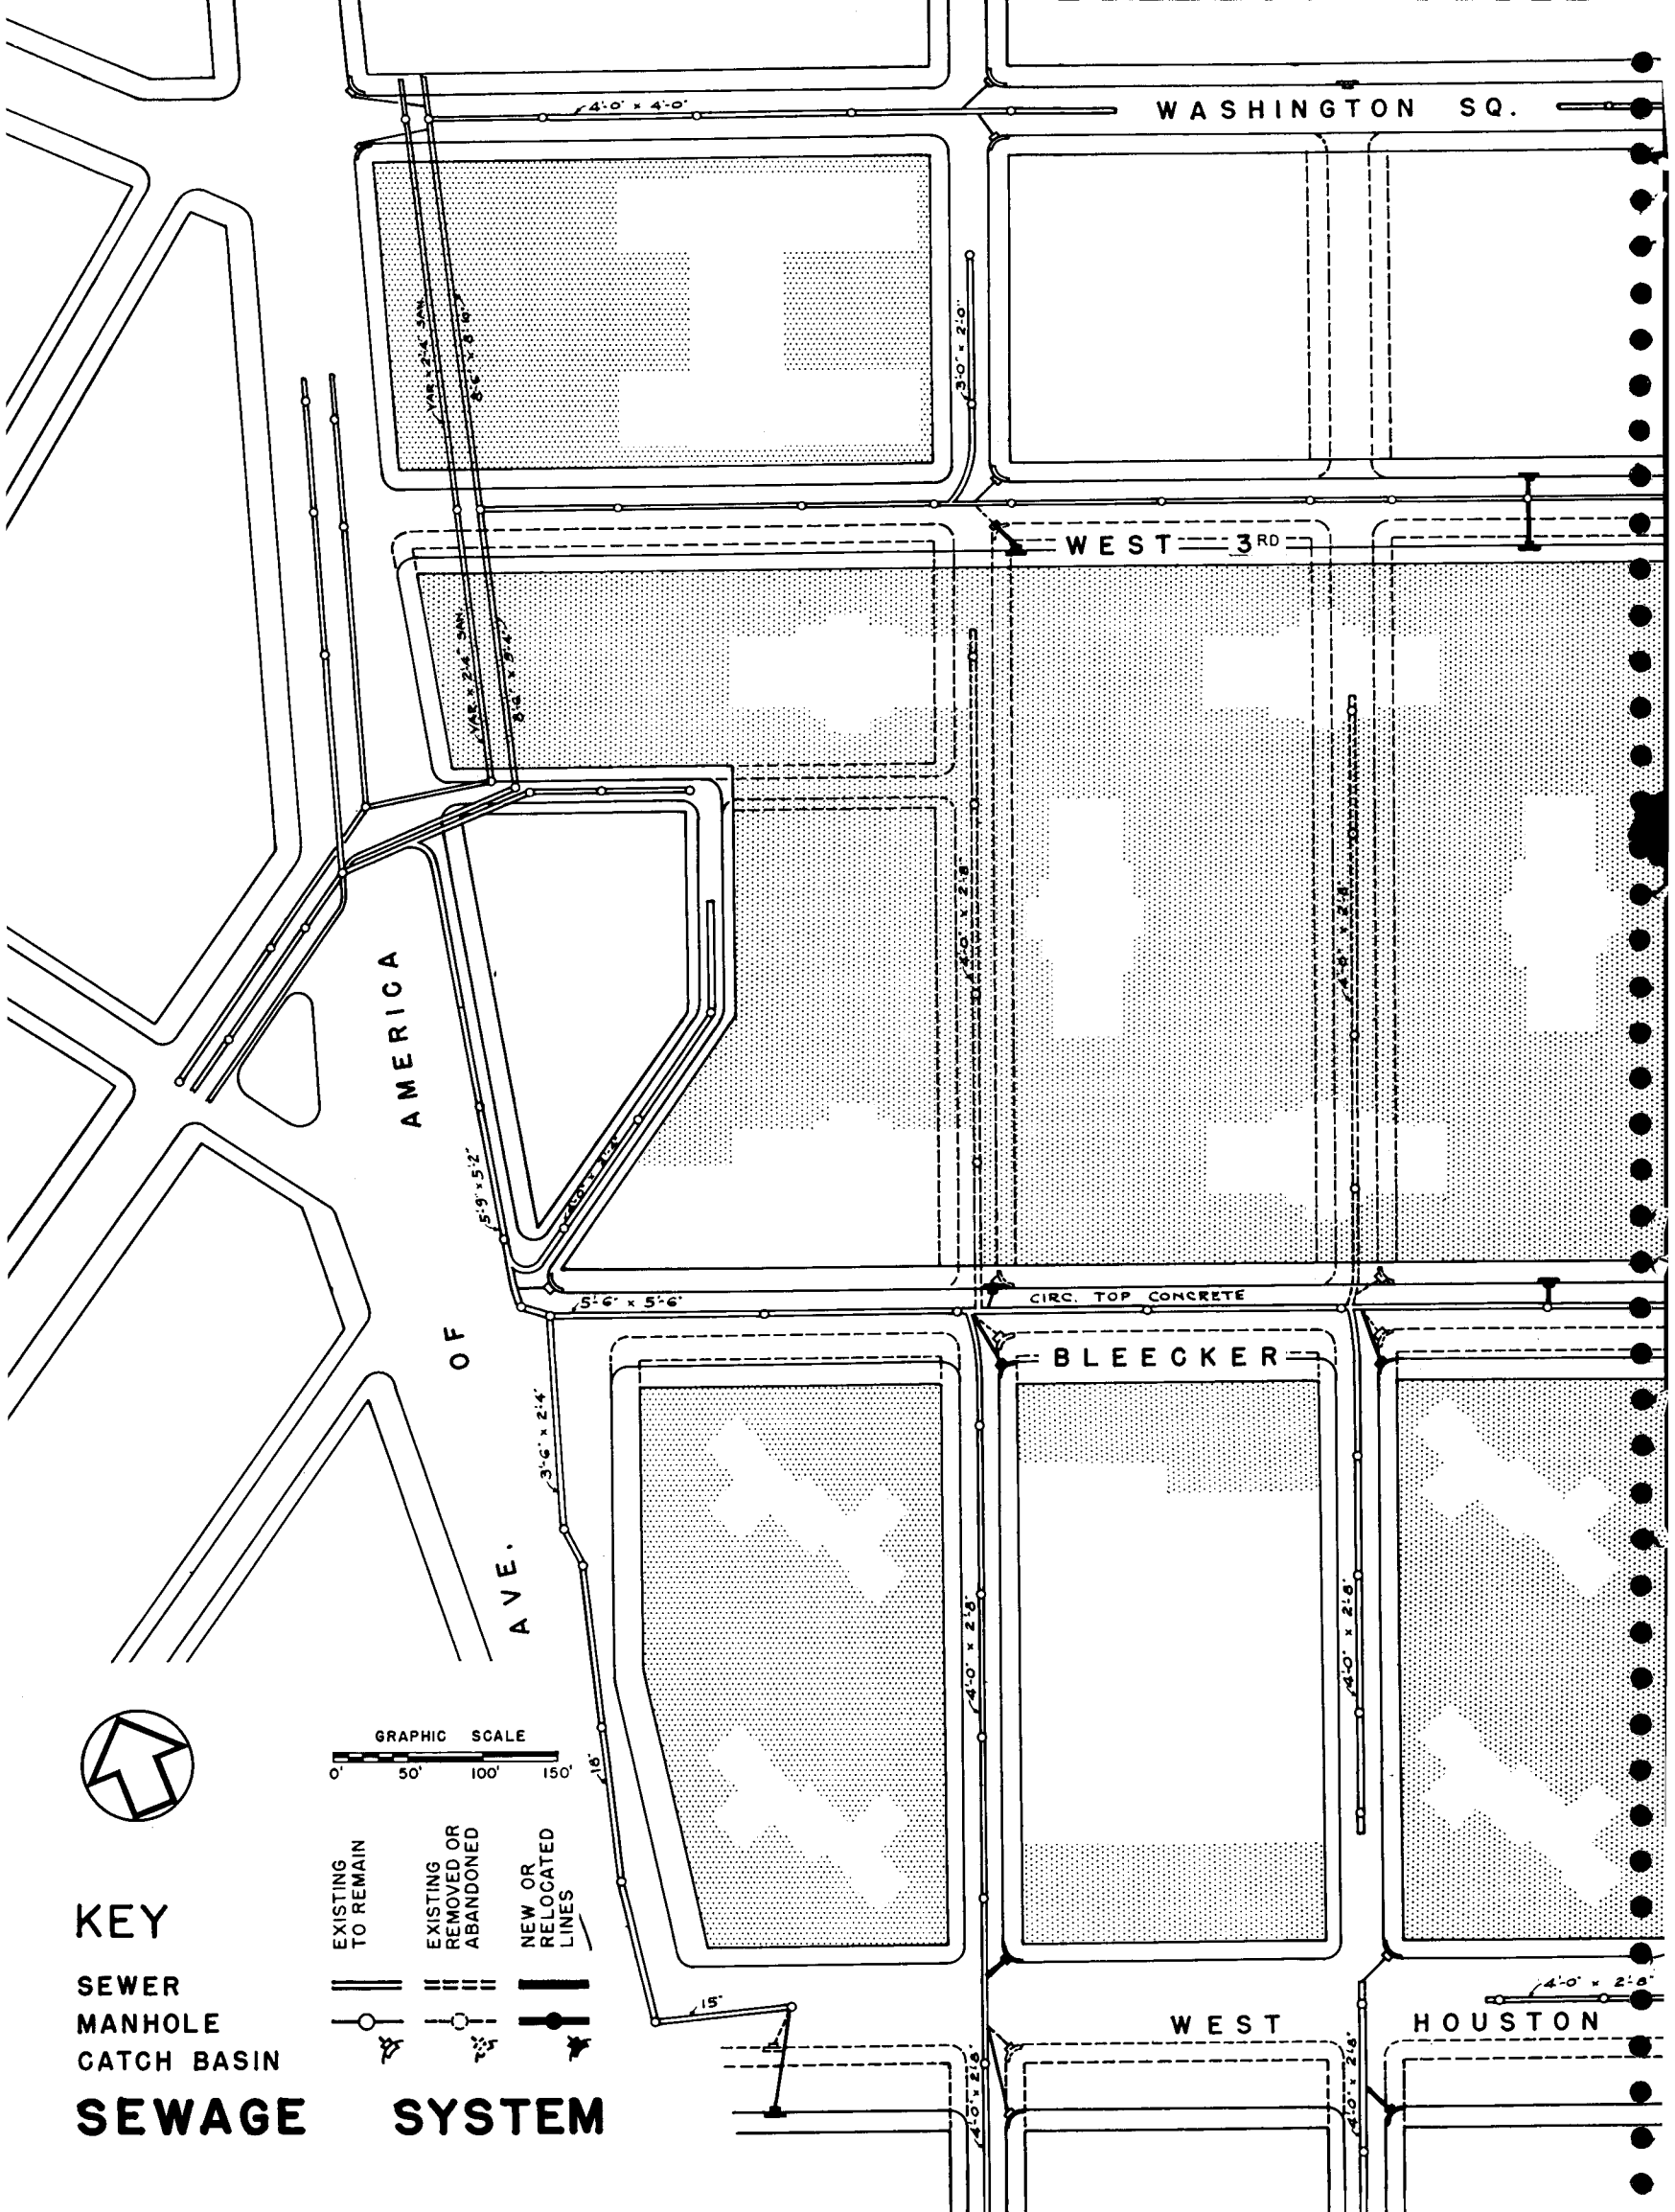 4'-0" x 4'-0"
WASHINGTON SQ.
VAR x 2'-4" SAN.
8'-6" x 8'-10"
3'-0" x 2'-0"
WEST 3RD
VAR x 2'-4" SAN.
4'-0" x 2'-8"
4'-0" x 2'-8"
AVE. OF AMERICA
5'-9" x 5'-2"
5'-6" x 5'-6"
CIRC. TOP CONCRETE
BLEECKER
3'-6" x 2'-4"
4'-0" x 2'-8"
4'-0" x 2'-8"
18"
15"
4'-0" x 2'-8"
WEST HOUSTON
4'-0" x 2'-8"
4'-0" x 2'-8"
GRAPHIC SCALE
0' 50' 100' 150'
KEY
EXISTING TO REMAIN
EXISTING REMOVED OR ABANDONED
NEW OR RELOCATED LINES
SEWER
MANHOLE
CATCH BASIN
SEWAGE SYSTEM